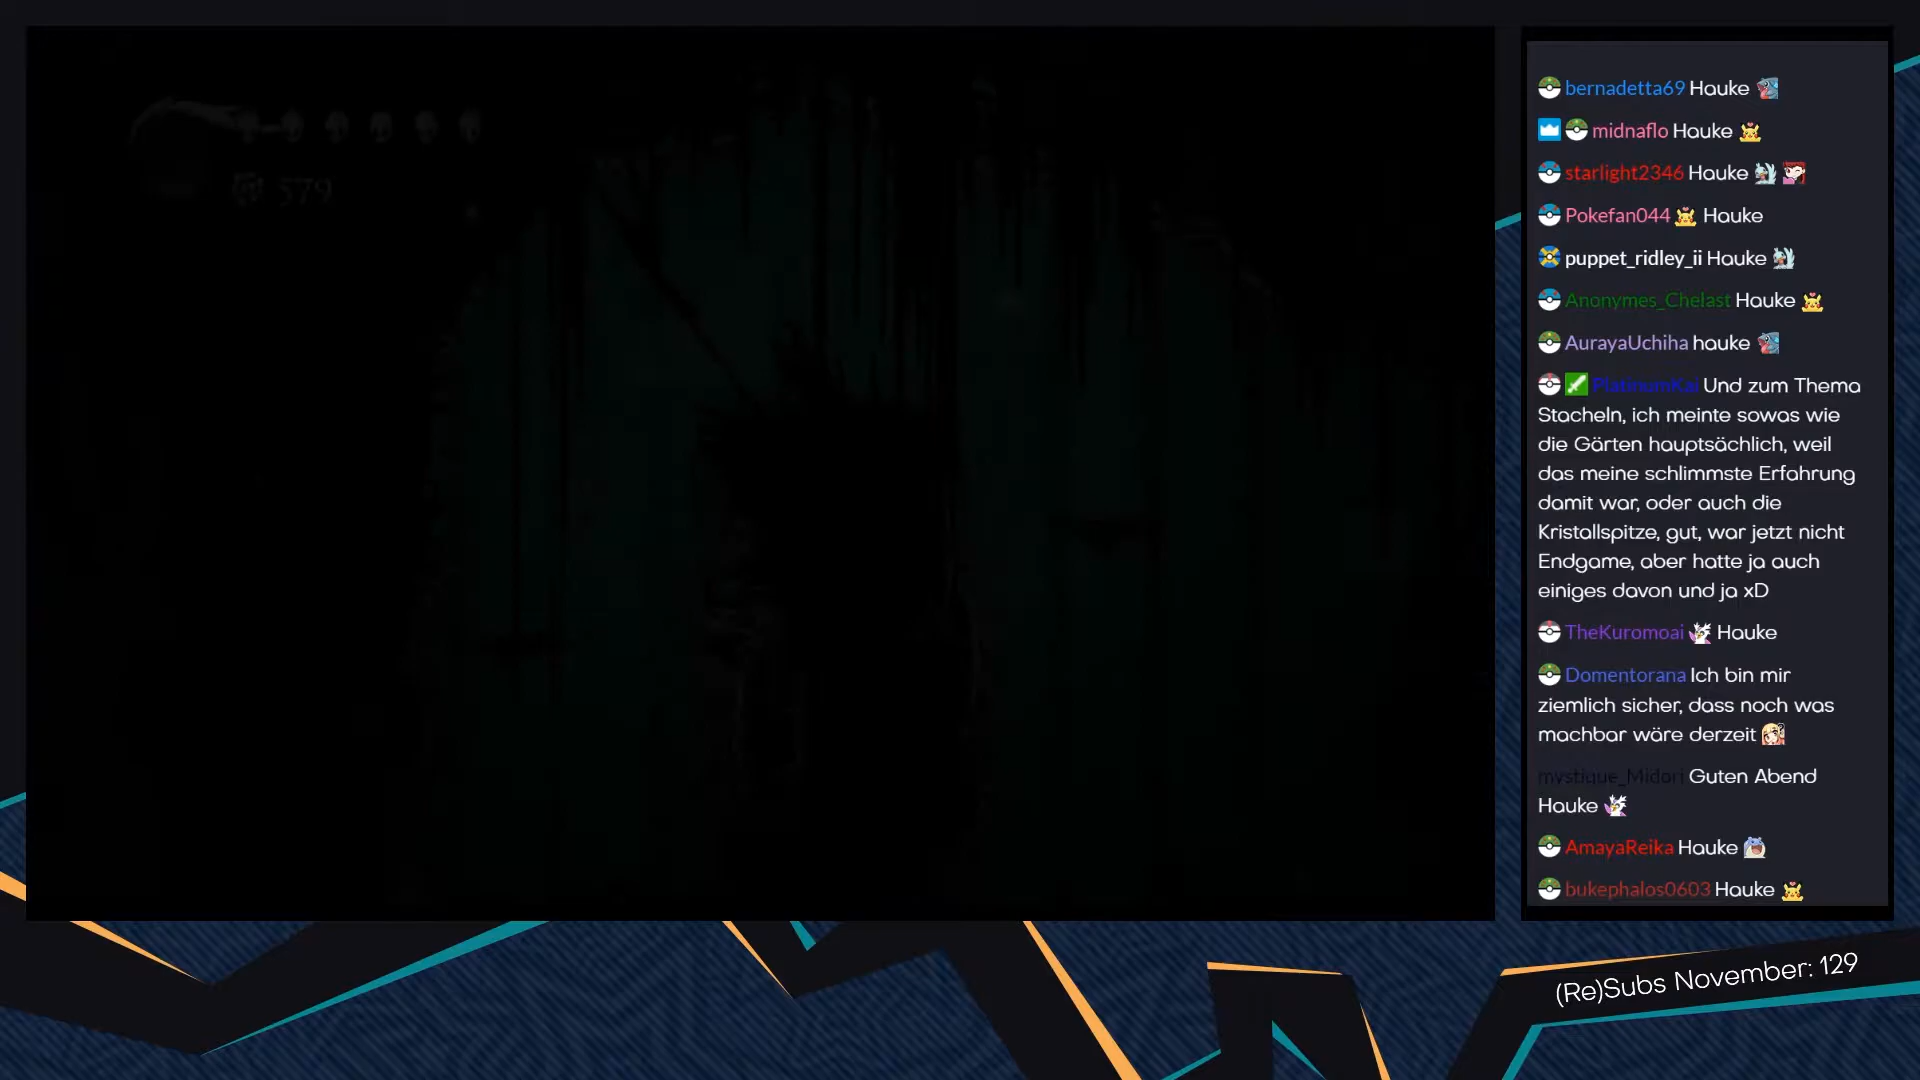 579
bernadetta69 Hauke
midnaflo Hauke
starlight2346 Hauke
Pokefan044 Hauke
puppet_ridley_ii Hauke
Anonymes_Chelast Hauke
AurayaUchiha hauke
PlatinumKai Und zum Thema
Stacheln, ich meinte sowas wie
die Gärten hauptsächlich, weil
das meine schlimmste Erfahrung
damit war, oder auch die
Kristallspitze, gut, war jetzt nicht
Endgame, aber hatte ja auch
einiges davon und ja xD
TheKuromoai Hauke
Domentorana Ich bin mir
ziemlich sicher, dass noch was
machbar wäre derzeit
mystique_Midori Guten Abend
Hauke
AmayaReika Hauke
bukephalos0603 Hauke
(Re)Subs November: 129